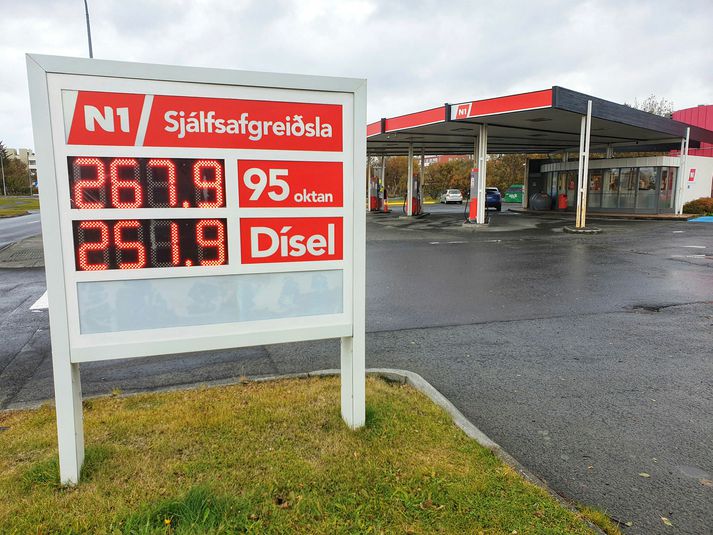 N1 Sjálfsafgreiðsla
267.9 95 oktan
251.9 Dísel
N1